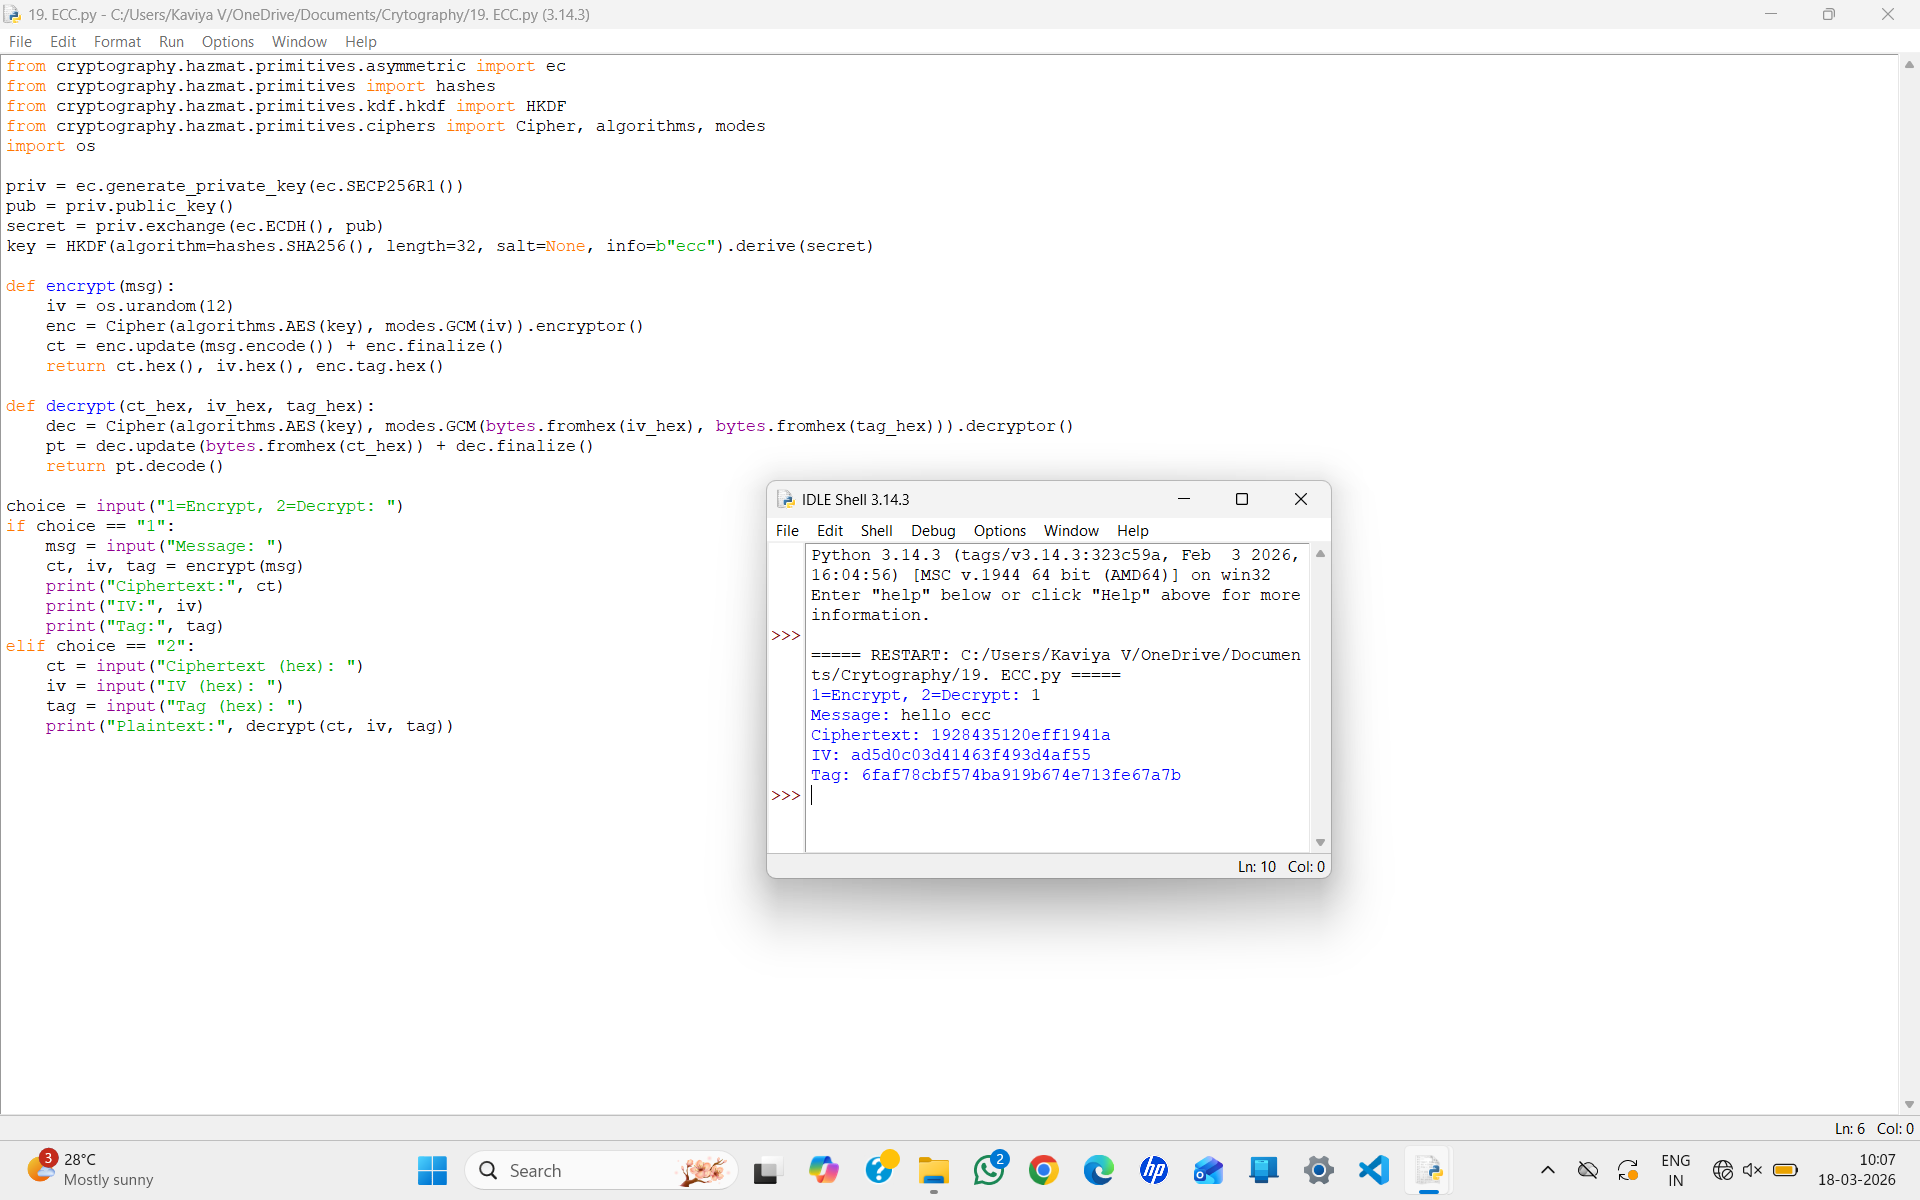 19. ECC.py - C:/Users/Kaviya V/OneDrive/Documents/Crytography/19. ECC.py (3.14.3)
File Edit Format Run Options Window Help
from cryptography.hazmat.primitives.asymmetric import ec
from cryptography.hazmat.primitives import hashes
from cryptography.hazmat.primitives.kdf.hkdf import HKDF
from cryptography.hazmat.primitives.ciphers import Cipher, algorithms, modes
import os
priv = ec.generate_private_key(ec.SECP256R1())
pub = priv.public_key()
secret = priv.exchange(ec.ECDH(), pub)
key = HKDF(algorithm=hashes.SHA256(), length=32, salt=None, info=b"ecc").derive(secret)
def encrypt(msg):
    iv = os.urandom(12)
    enc = Cipher(algorithms.AES(key), modes.GCM(iv)).encryptor()
    ct = enc.update(msg.encode()) + enc.finalize()
    return ct.hex(), iv.hex(), enc.tag.hex()
def decrypt(ct_hex, iv_hex, tag_hex):
    dec = Cipher(algorithms.AES(key), modes.GCM(bytes.fromhex(iv_hex), bytes.fromhex(tag_hex))).decryptor()
    pt = dec.update(bytes.fromhex(ct_hex)) + dec.finalize()
    return pt.decode()
choice = input("1=Encrypt, 2=Decrypt: ")
if choice == "1":
    msg = input("Message: ")
    ct, iv, tag = encrypt(msg)
    print("Ciphertext:", ct)
    print("IV:", iv)
    print("Tag:", tag)
elif choice == "2":
    ct = input("Ciphertext (hex): ")
    iv = input("IV (hex): ")
    tag = input("Tag (hex): ")
    print("Plaintext:", decrypt(ct, iv, tag))
IDLE Shell 3.14.3
File Edit Shell Debug Options Window Help
Python 3.14.3 (tags/v3.14.3:323c59a, Feb  3 2026,
16:04:56) [MSC v.1944 64 bit (AMD64)] on win32
Enter "help" below or click "Help" above for more
information.
>>>
===== RESTART: C:/Users/Kaviya V/OneDrive/Documen
ts/Crytography/19. ECC.py =====
1=Encrypt, 2=Decrypt: 1
Message: hello ecc
Ciphertext: 1928435120eff1941a
IV: ad5d0c03d41463f493d4af55
Tag: 6faf78cbf574ba919b674e713fe67a7b
>>>
Ln: 10 Col: 0
Ln: 6 Col: 0
3
28°C
Mostly sunny
Search
2
hp
ENG
IN
10:07
18-03-2026